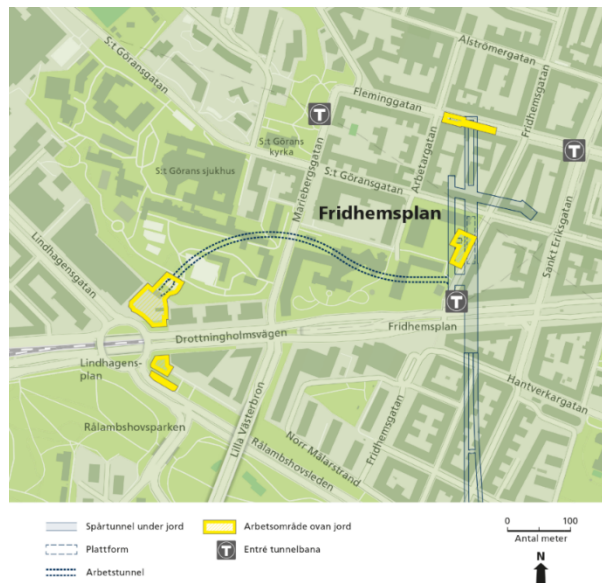 Alströmergatan
S:t Göransgatan
Fleminggatan
Fridhemsgatan
T
S:t Görans
kyrka
Mariebergsgatan
Arbetargatan
T
S:t Görans sjukhus
S:t Göransgatan
Fridhemsplan
Sankt Eriksgatan
Lindhagensgatan
T
Drottningholmsvägen
Fridhemsplan
Lindhagens-
plan
Hantverkargatan
Rålambshovsparken
Lilla Västerbron
Fridhemsgatan
Norr Mälarstrand
Rålambshovsleden
Spårtunnel under jord
Arbetsområde ovan jord
0 100
Antal meter
Plattform
T Entré tunnelbana
N
Arbetstunnel